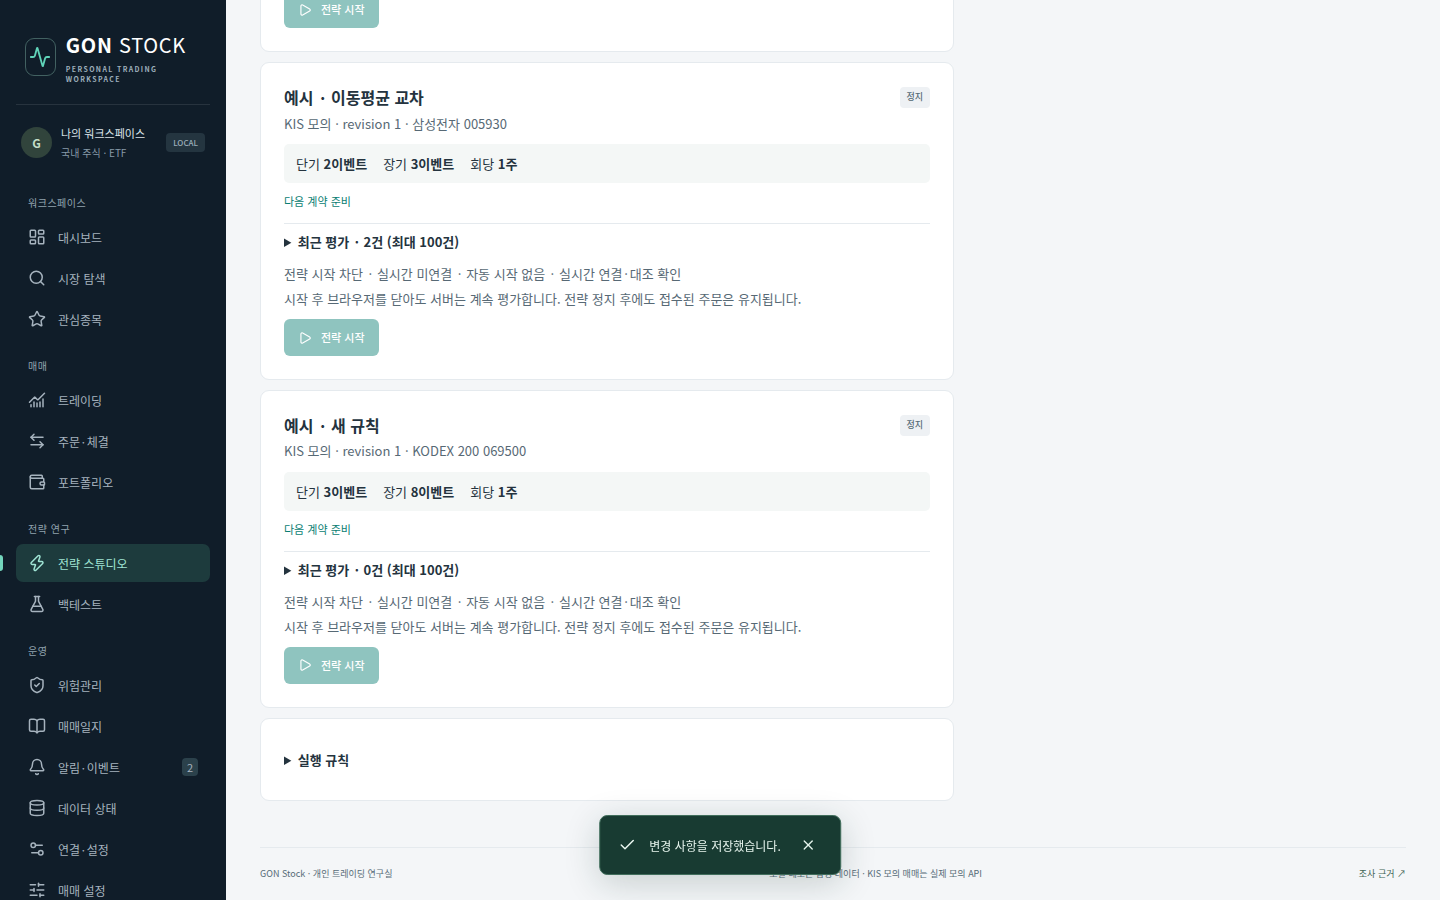 GON STOCK
PERSONAL TRADING
WORKSPACE
G
나의 워크스페이스
국내 주식 · ETF
LOCAL
워크스페이스
대시보드
시장 탐색
관심종목
매매
트레이딩
주문·체결
포트폴리오
전략 연구
전략 스튜디오
백테스트
운영
위험관리
매매일지
알림·이벤트
2
데이터 상태
연결·설정
매매 설정
전략 시작
예시 · 이동평균 교차
정지
KIS 모의 · revision 1 · 삼성전자 005930
단기 2이벤트 장기 3이벤트 회당 1주
다음 계약 준비
▶ 최근 평가 · 2건 (최대 100건)
전략 시작 차단 · 실시간 미연결 · 자동 시작 없음 · 실시간 연결·대조 확인
시작 후 브라우저를 닫아도 서버는 계속 평가합니다. 전략 정지 후에도 접수된 주문은 유지됩니다.
전략 시작
예시 · 새 규칙
정지
KIS 모의 · revision 1 · KODEX 200 069500
단기 3이벤트 장기 8이벤트 회당 1주
다음 계약 준비
▶ 최근 평가 · 0건 (최대 100건)
전략 시작 차단 · 실시간 미연결 · 자동 시작 없음 · 실시간 연결·대조 확인
시작 후 브라우저를 닫아도 서버는 계속 평가합니다. 전략 정지 후에도 접수된 주문은 유지됩니다.
전략 시작
▶ 실행 규칙
변경 사항을 저장했습니다.
GON Stock · 개인 트레이딩 연구실
데이터 · KIS 모의 매매는 실제 모의 API
조사 근거 ↗